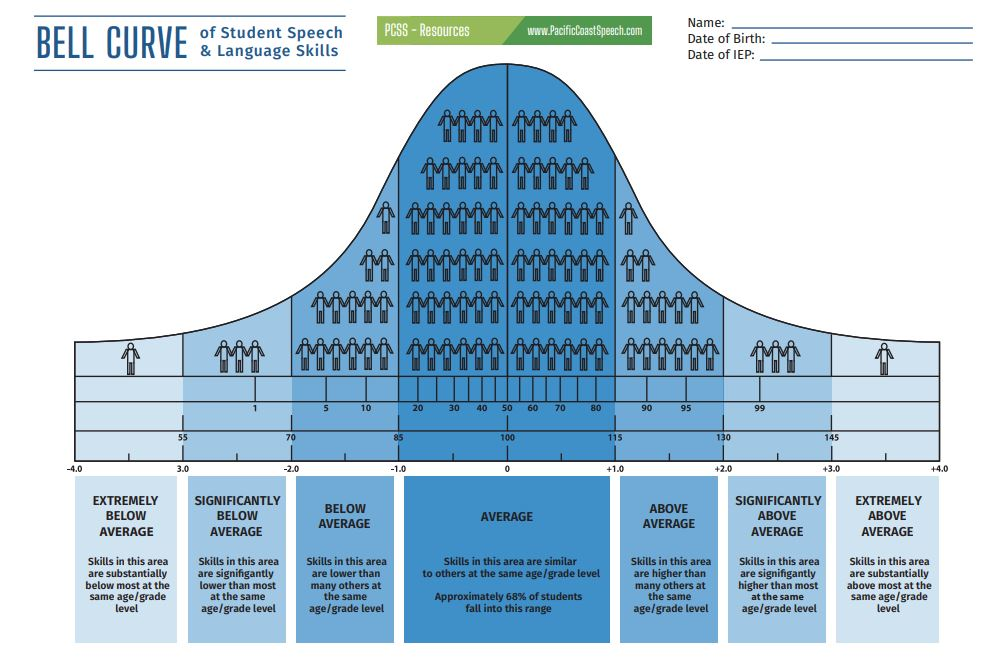 BELL CURVE of Student Speech
& Language Skills
PCSS - Resources www.PacificCoastSpeech.com
Name:
Date of Birth:
Date of IEP:
1 5 10 20 30 40 50 60 70 80 90 95 99
55 70 85 100 115 130 145
-4.0 3.0 -2.0 -1.0 0 +1.0 +2.0 +3.0 +4.0
EXTREMELY
BELOW
AVERAGE
Skills in this area
are substantially
below most at the
same age/grade
level
SIGNIFICANTLY
BELOW
AVERAGE
Skills in this area
are signifigantly
lower than most
at the same
age/grade level
BELOW
AVERAGE
Skills in this area
are lower than
many others at
the same
age/grade level
AVERAGE
Skills in this area are similar
to others at the same age/grade level
Approximately 68% of students
fall into this range
ABOVE
AVERAGE
Skills in this area
are higher than
many others at
the same
age/grade level
SIGNIFICANTLY
ABOVE
AVERAGE
Skills in this area
are signifigantly
higher than most
at the same
age/grade level
EXTREMELY
ABOVE
AVERAGE
Skills in this area
are substantially
above most at the
same age/grade
level